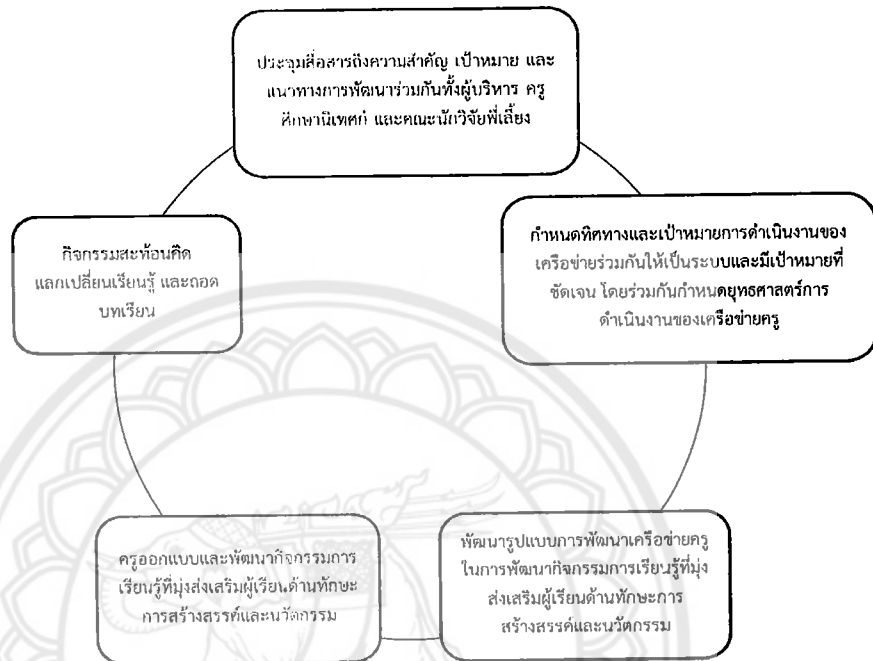 ประชุมสื่อสารถึงความสำคัญ เป้าหมาย และ
แนวทางการพัฒนาร่วมกันทั้งผู้บริหาร ครู
ศึกษานิเทศก์ และคณะนักวิจัยพี่เลี้ยง
กำหนดทิศทางและเป้าหมายการดำเนินงานของ
เครือข่ายร่วมกันให้เป็นระบบและมีเป้าหมายที่
ชัดเจน โดยร่วมกันกำหนดยุทธศาสตร์การ
ดำเนินงานของเครือข่ายครู
พัฒนารูปแบบการพัฒนาเครือข่ายครู
ในการพัฒนากิจกรรมการเรียนรู้ที่มุ่ง
ส่งเสริมผู้เรียนด้านทักษะการ
สร้างสรรค์และนวัตกรรม
ครูออกแบบและพัฒนากิจกรรมการ
เรียนรู้ที่มุ่งส่งเสริมผู้เรียนด้านทักษะ
การสร้างสรรค์และนวัตกรรม
กิจกรรมสะท้อนคิด
แลกเปลี่ยนเรียนรู้ และถอด
บทเรียน